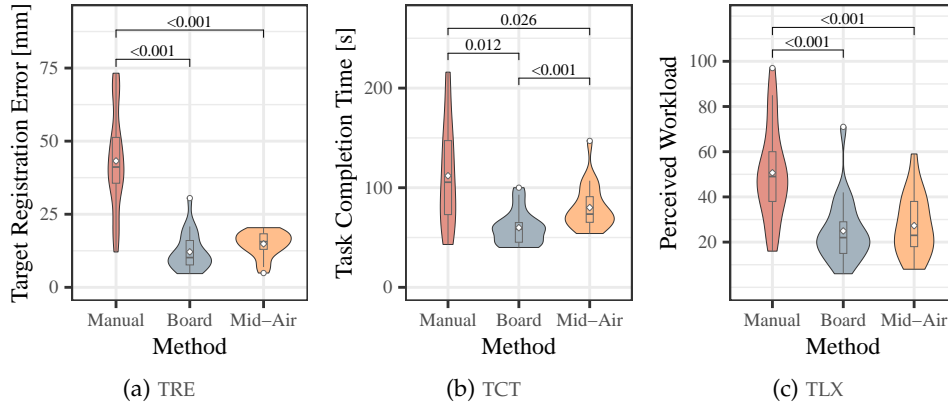 Target Registration Error [mm]
75
50
25
0
<0.001
<0.001
Manual Board Mid−Air
Method
(a) TRE
Task Completion Time [s]
200
100
0
0.026
0.012
<0.001
Manual Board Mid−Air
Method
(b) TCT
Perceived Workload
100
80
60
40
20
<0.001
<0.001
Manual Board Mid−Air
Method
(c) TLX